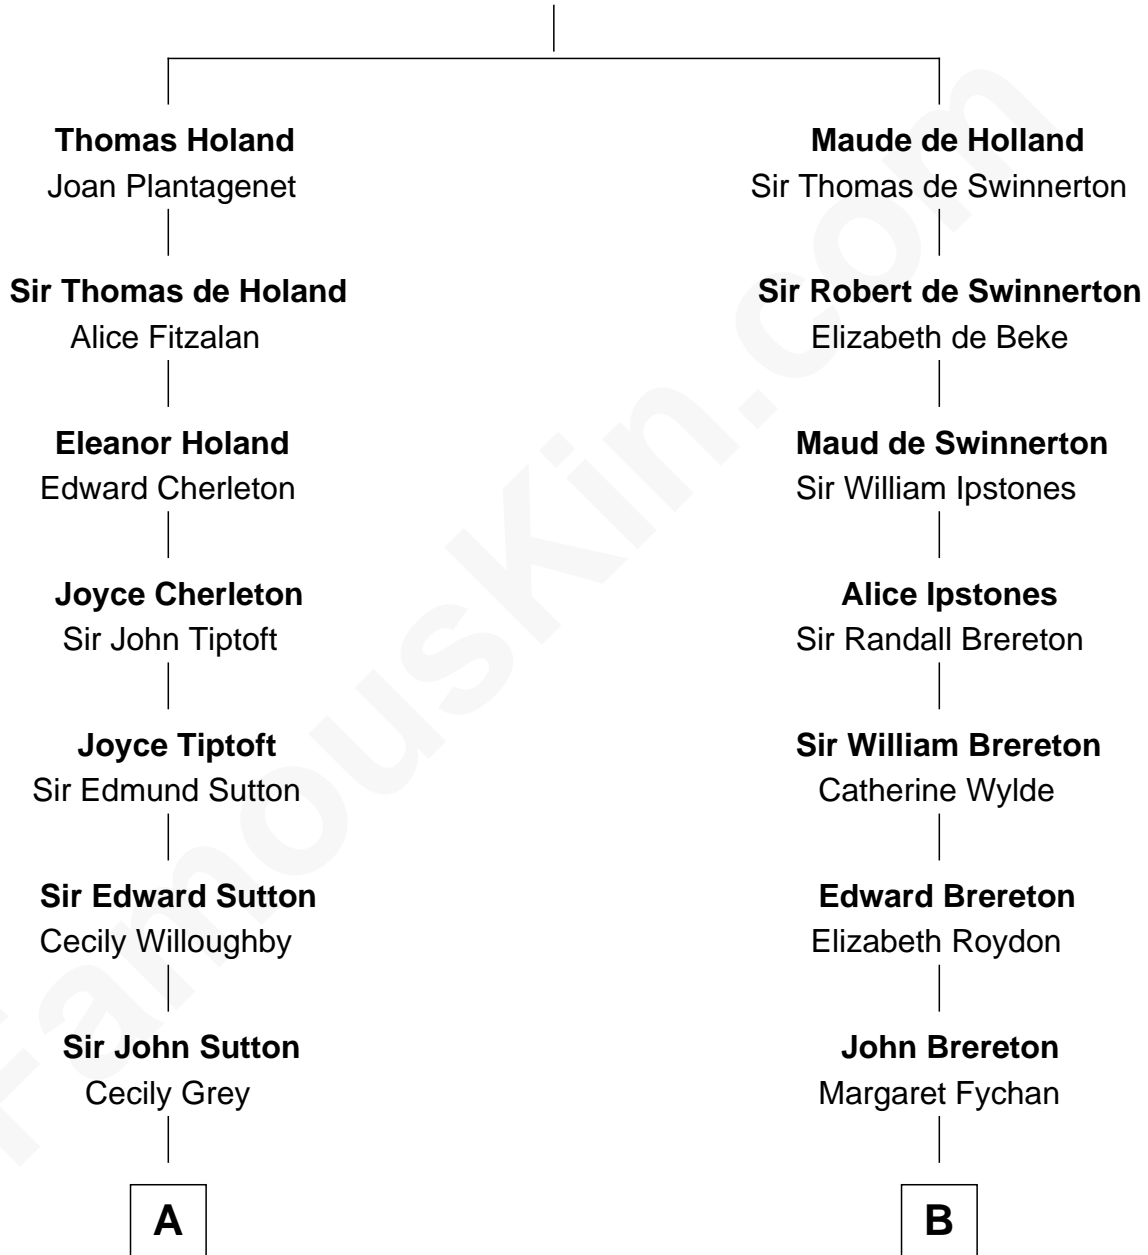 Thomas Holand
Joan Plantagenet
Sir Thomas de Holand
Alice Fitzalan
Eleanor Holand
Edward Cherleton
Joyce Cherleton
Sir John Tiptoft
Joyce Tiptoft
Sir Edmund Sutton
Sir Edward Sutton
Cecily Willoughby
Sir John Sutton
Cecily Grey
A
Maude de Holland
Sir Thomas de Swinnerton
Sir Robert de Swinnerton
Elizabeth de Beke
Maud de Swinnerton
Sir William Ipstones
Alice Ipstones
Sir Randall Brereton
Sir William Brereton
Catherine Wylde
Edward Brereton
Elizabeth Roydon
John Brereton
Margaret Fychan
B
FamousKin.com